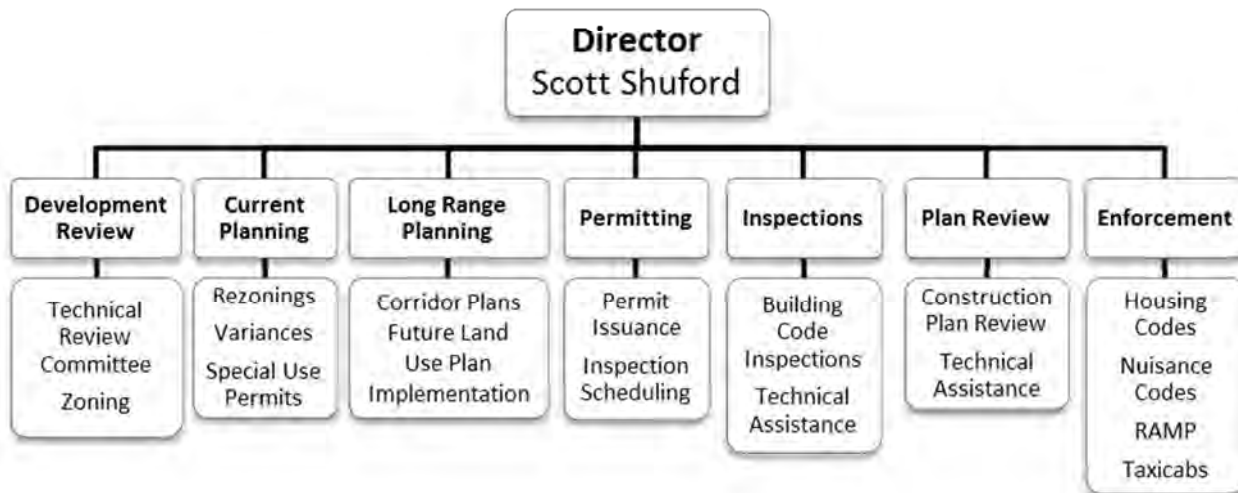 Director
Scott Shuford
Development
Review
Current
Planning
Long Range
Planning
Permitting
Inspections
Plan Review
Enforcement
Technical
Review
Committee
Zoning
Rezonings
Variances
Special Use
Permits
Corridor Plans
Future Land
Use Plan
Implementation
Permit
Issuance
Inspection
Scheduling
Building
Code
Inspections
Technical
Assistance
Construction
Plan Review
Technical
Assistance
Housing
Codes
Nuisance
Codes
RAMP
Taxicabs